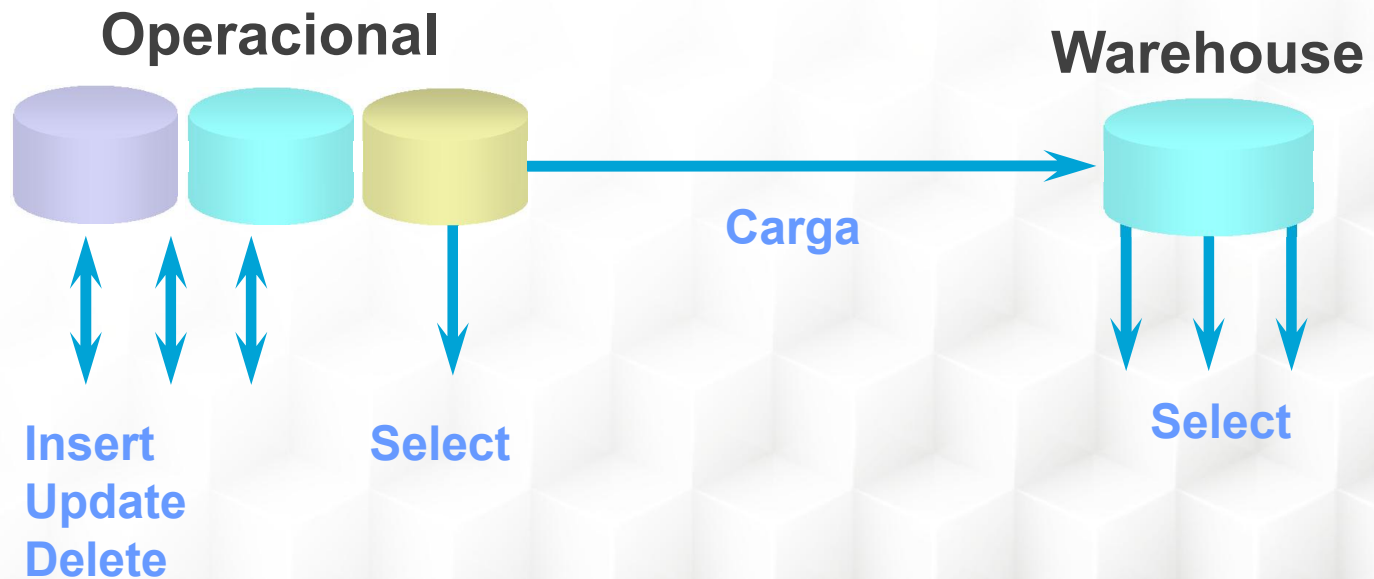 Operacional
Warehouse
Carga
Insert
Update
Delete
Select
Select